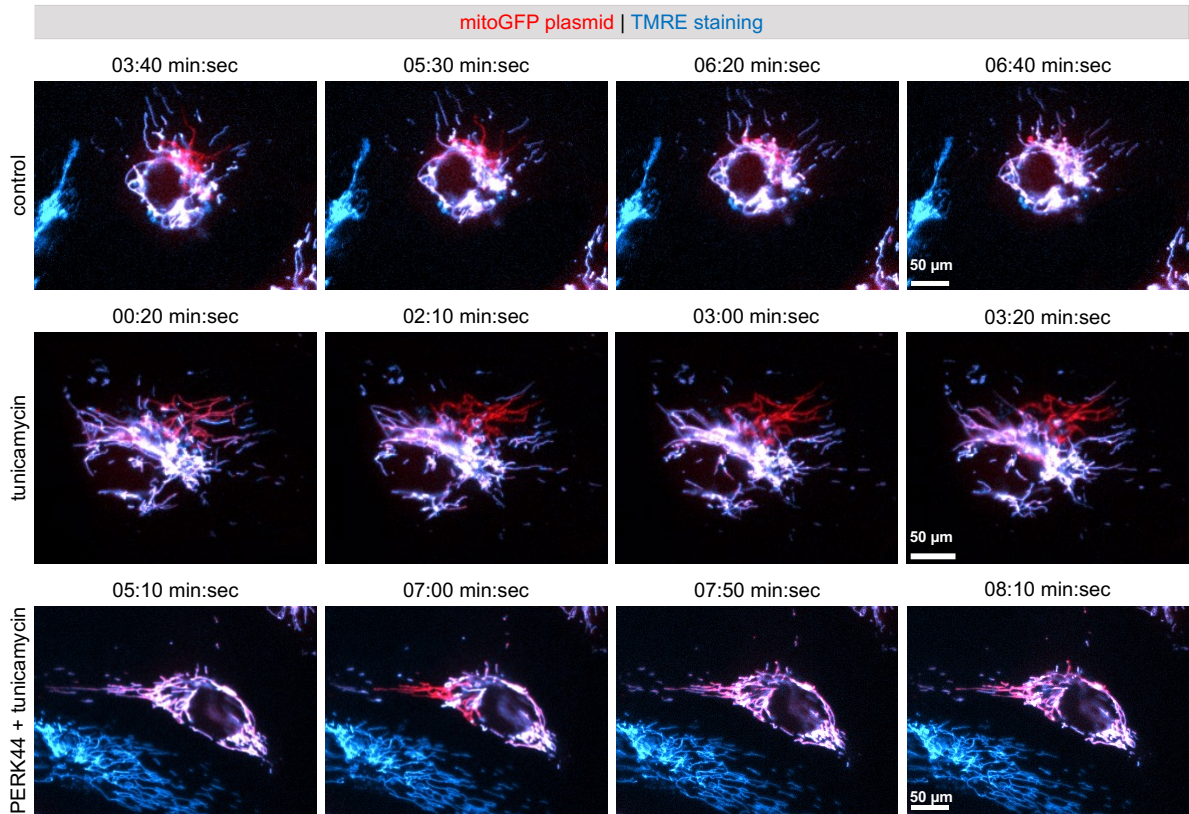 mitoGFP plasmid | TMRE staining
03:40 min:sec 05:30 min:sec 06:20 min:sec 06:40 min:sec
control
50 µm
00:20 min:sec 02:10 min:sec 03:00 min:sec 03:20 min:sec
tunicamycin
50 µm
05:10 min:sec 07:00 min:sec 07:50 min:sec 08:10 min:sec
PERK44 + tunicamycin
50 µm